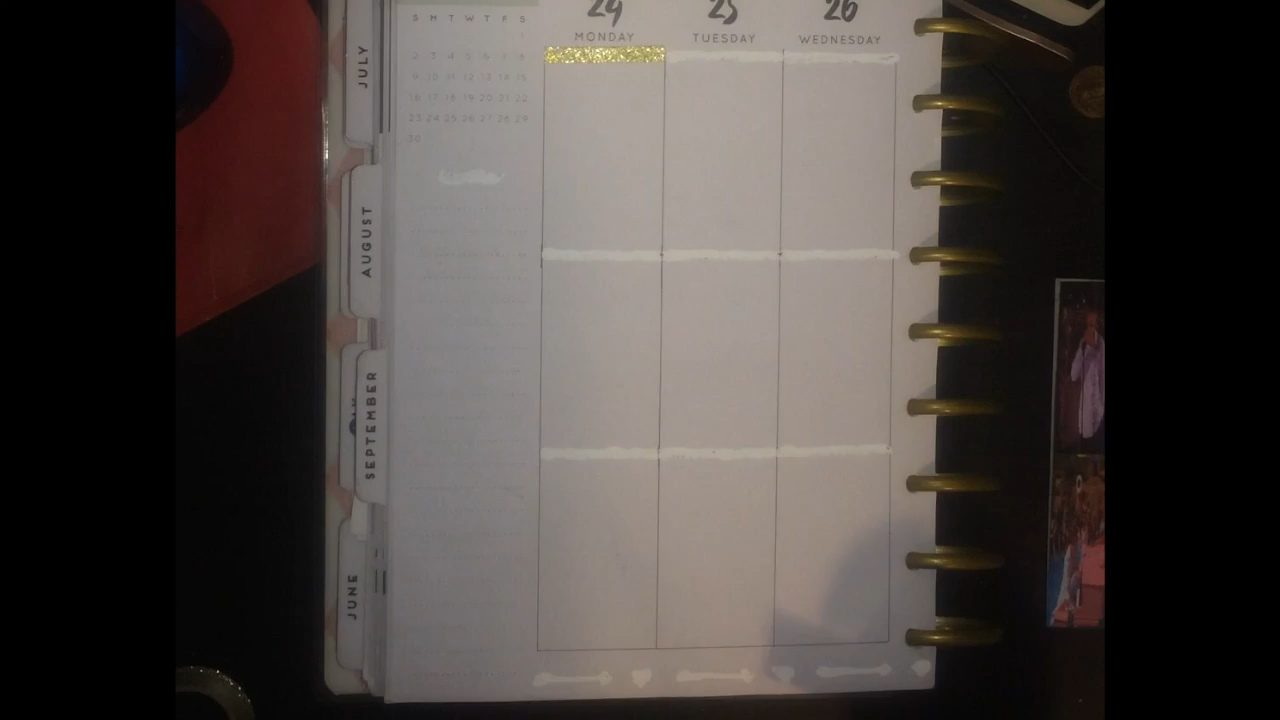 24 25 26
MONDAY TUESDAY WEDNESDAY
S M T W T F S
1
2 3 4 5 6 7 8
9 10 11 12 13 14 15
16 17 18 19 20 21 22
23 24 25 26 27 28 29
30
JULY
AUGUST
SEPTEMBER
JUNE